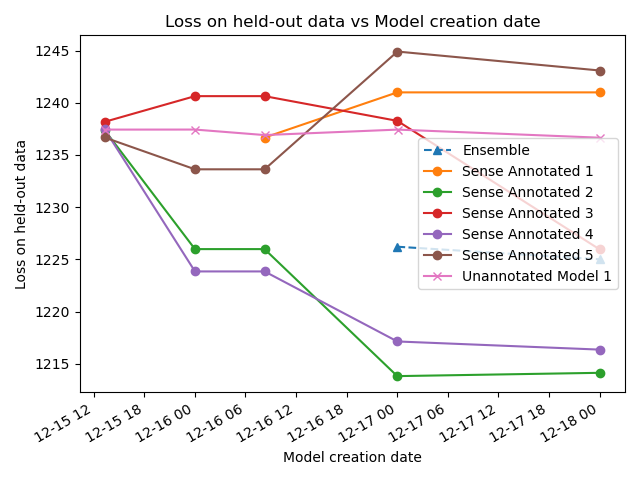 Loss on held-out data vs Model creation date
Loss on held-out data
1245
1240
1235
1230
1225
1220
1215
Ensemble
Sense Annotated 1
Sense Annotated 2
Sense Annotated 3
Sense Annotated 4
Sense Annotated 5
Unannotated Model 1
12-15 12
12-15 18
12-16 00
12-16 06
12-16 12
12-16 18
12-17 00
12-17 06
12-17 12
12-17 18
12-18 00
Model creation date